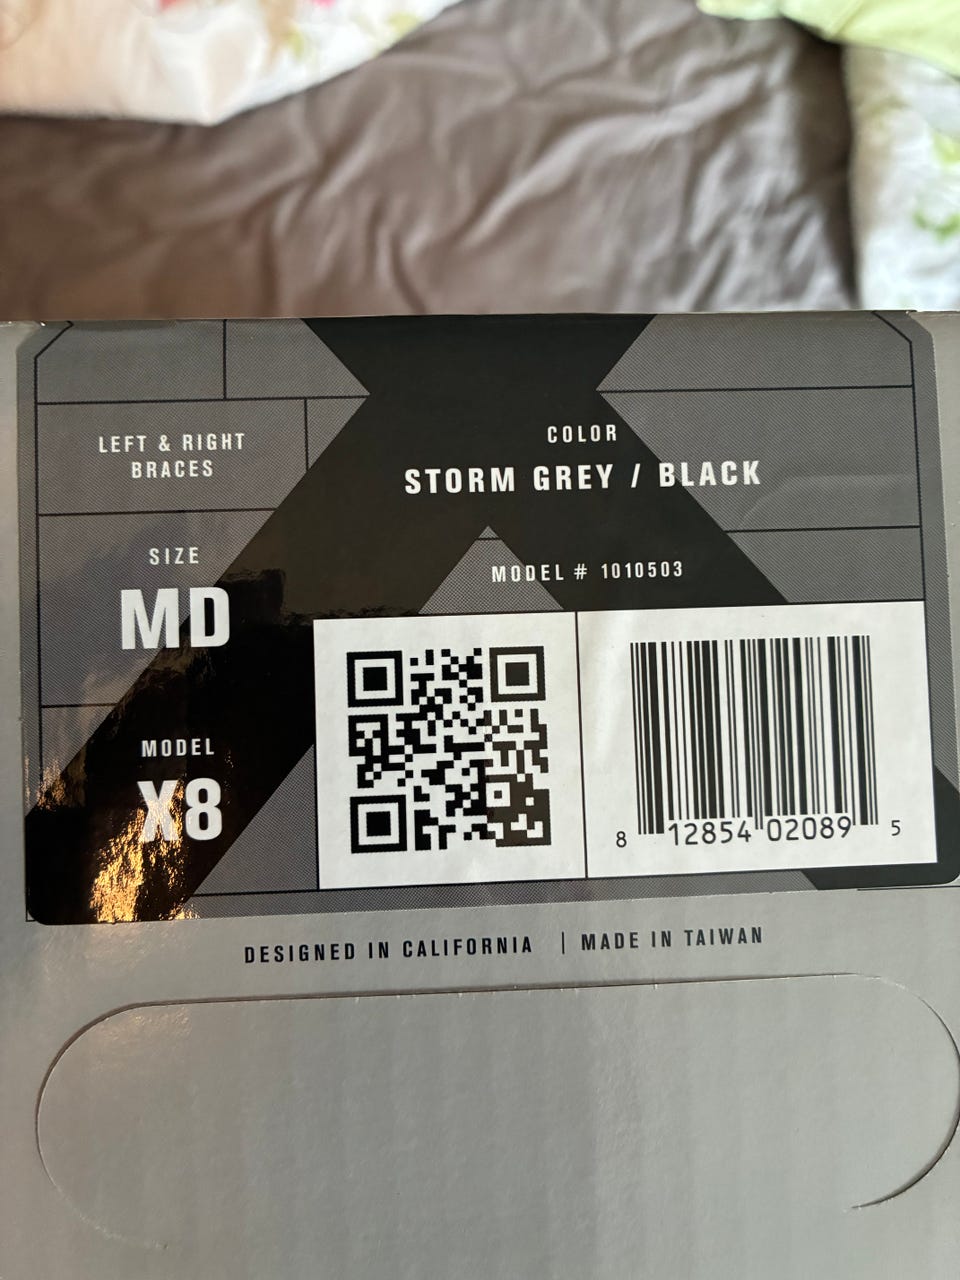 LEFT & RIGHT
BRACES
COLOR
STORM GREY / BLACK
SIZE
MD
MODEL # 1010503
MODEL
X8
8 12854 02089 5
DESIGNED IN CALIFORNIA | MADE IN TAIWAN